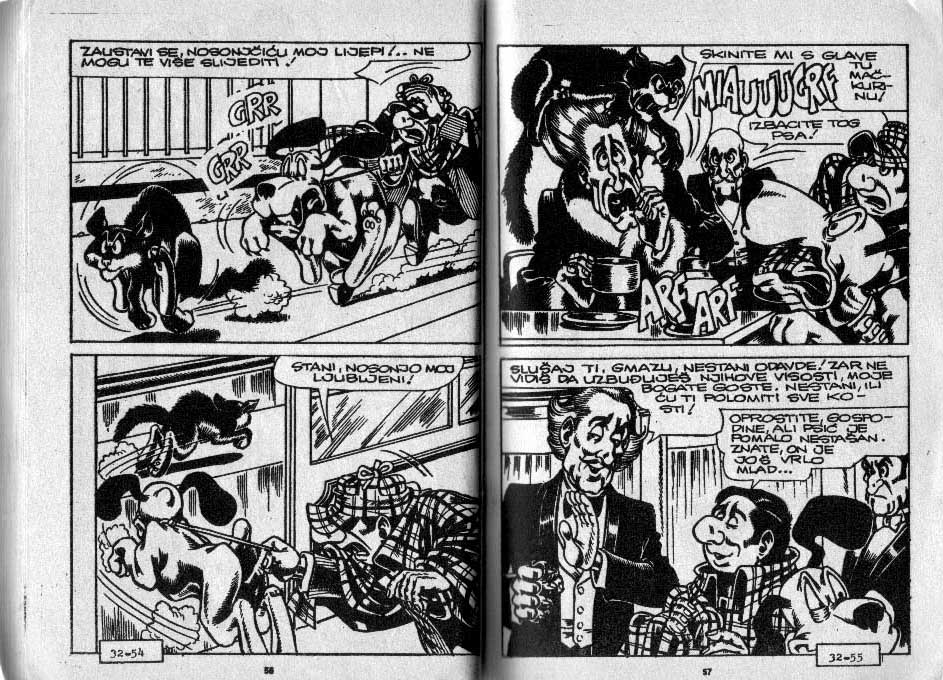 ZAUSTAVI SE, NOSONJČIĆU MOJ LIJEPI!.. NE
MOGU TE VIŠE SLIJEDITI!
GRR
GRR
STANI, NOSONJO MOJ
LJUBLJENI!
32-54
56
SKINITE MI S GLAVE
TU
MAČ-
KURI-
NU!
MIAUUUGRF
IZBACITE TOG
PSA!
ARF
ARF
SLUŠAJ TI, GMAZU, NESTANI ODAVDE! ZAR NE
VIDIŠ DA UZBUĐUJEŠ NJIHOVE VISOSTI, MOJE
BOGATE GOSTE. NESTANI, ILI
ĆU TI POLOMITI SVE KO-
STI!
OPROSTITE, GOSPO-
DINE, ALI PSIĆ JE
POMALO NESTAŠAN.
ZNATE, ON JE
JOŠ VRLO
MLAD...
32-55
57